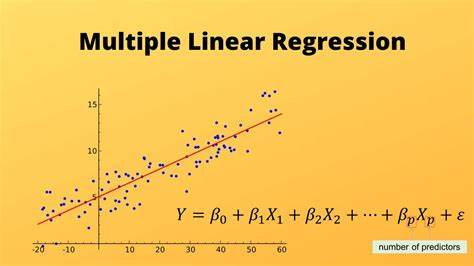 Multiple Linear Regression
15
10
5
-20 -10 0 10 20 30 40 50 60
Y = β₀ + β₁X₁ + β₂X₂ + ⋯ + βₚXₚ + ε
number of predictors